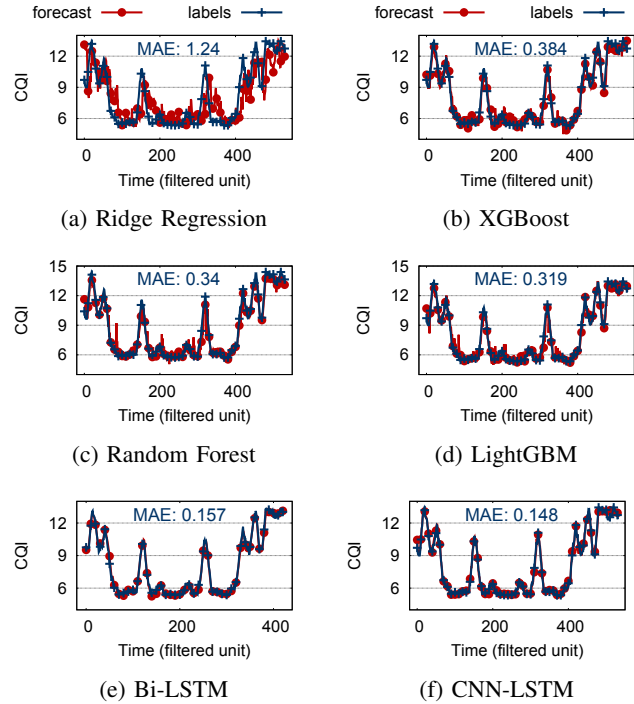 forecast labels forecast labels
MAE: 1.24
12
9
6
CQI
0 200 400
Time (filtered unit)
(a) Ridge Regression
MAE: 0.384
12
9
6
CQI
0 200 400
Time (filtered unit)
(b) XGBoost
15
MAE: 0.34
12
9
6
CQI
0 200 400
Time (filtered unit)
(c) Random Forest
15
MAE: 0.319
12
9
6
CQI
0 200 400
Time (filtered unit)
(d) LightGBM
MAE: 0.157
12
9
6
CQI
0 200 400
Time (filtered unit)
(e) Bi-LSTM
MAE: 0.148
12
9
6
CQI
0 200 400
Time (filtered unit)
(f) CNN-LSTM